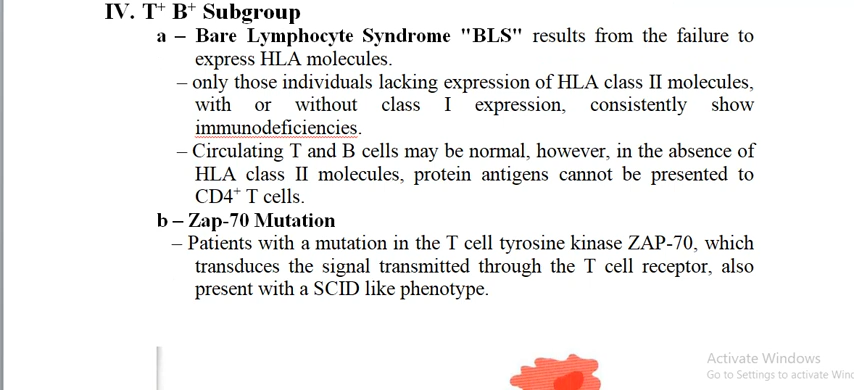 IV. T⁺ B⁺ Subgroup
a – Bare Lymphocyte Syndrome "BLS" results from the failure to
express HLA molecules.
– only those individuals lacking expression of HLA class II molecules,
with or without class I expression, consistently show
immunodeficiencies.
– Circulating T and B cells may be normal, however, in the absence of
HLA class II molecules, protein antigens cannot be presented to
CD4⁺ T cells.
b – Zap-70 Mutation
– Patients with a mutation in the T cell tyrosine kinase ZAP-70, which
transduces the signal transmitted through the T cell receptor, also
present with a SCID like phenotype.
Activate Windows
Go to Settings to activate Winc